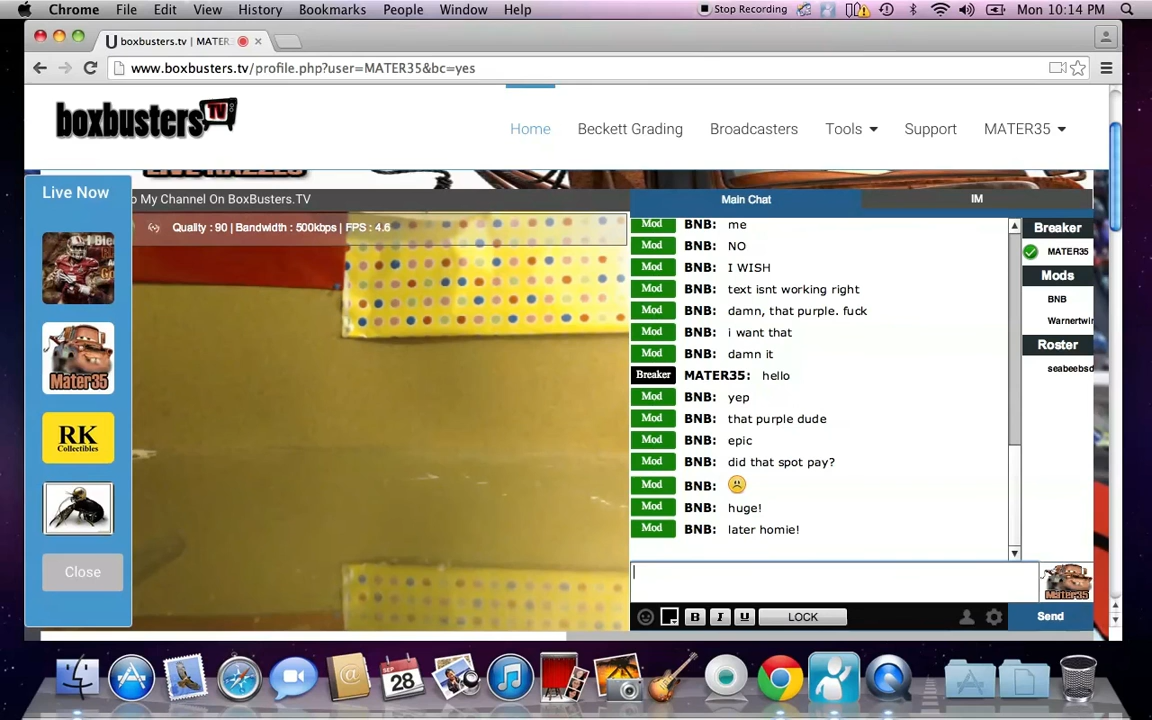 Chrome File Edit View History Bookmarks People Window Help Stop Recording Mon 10:14 PM
boxbusters.tv | MATER
www.boxbusters.tv/profile.php?user=MATER35&bc=yes
boxbusters TV
Home Beckett Grading Broadcasters Tools Support MATER35
Live Now
Mater35
RK
Collectibles
Close
o My Channel On BoxBusters.TV
Quality : 90 | Bandwidth : 500kbps | FPS : 4.6
Main Chat IM
Mod BNB: me
Mod BNB: NO
Mod BNB: I WISH
Mod BNB: text isnt working right
Mod BNB: damn, that purple. fuck
Mod BNB: i want that
Mod BNB: damn it
Breaker MATER35: hello
Mod BNB: yep
Mod BNB: that purple dude
Mod BNB: epic
Mod BNB: did that spot pay?
Mod BNB:
Mod BNB: huge!
Mod BNB: later homie!
Breaker
MATER35
Mods
BNB
Warnertwin
Roster
seabeebsd
Mater35
B I U LOCK Send
SEP
28